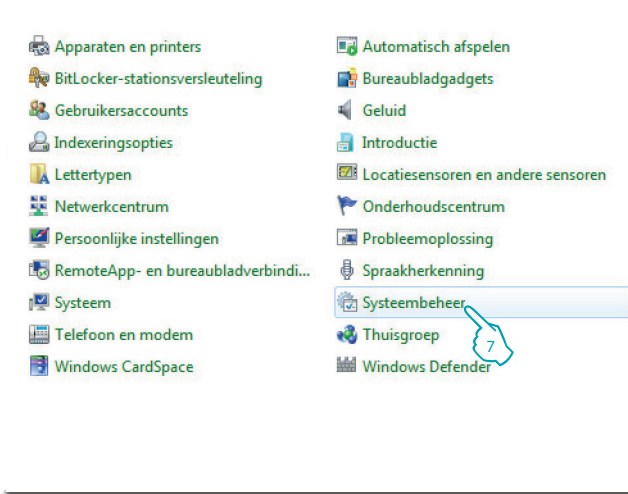 Apparaten en printers
BitLocker-stationsversleuteling
Gebruikersaccounts
Indexeringsopties
Lettertypen
Netwerkcentrum
Persoonlijke instellingen
RemoteApp- en bureaubladverbindi...
Systeem
Telefoon en modem
Windows CardSpace
Automatisch afspelen
Bureaubladgadgets
Geluid
Introductie
Locatiesensoren en andere sensoren
Onderhoudscentrum
Probleemoplossing
Spraakherkenning
Systeembeheer
Thuisgroep
7
Windows Defender